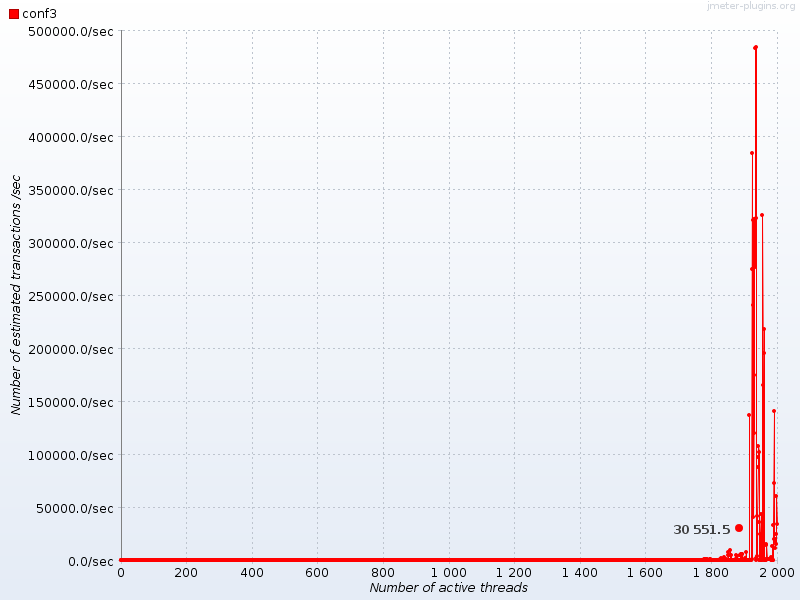 conf3
jmeter-plugins.org
500000.0/sec
450000.0/sec
400000.0/sec
350000.0/sec
300000.0/sec
250000.0/sec
200000.0/sec
150000.0/sec
100000.0/sec
50000.0/sec
0.0/sec
Number of estimated transactions /sec
30 551.5
0 200 400 600 800 1 000 1 200 1 400 1 600 1 800 2 000
Number of active threads